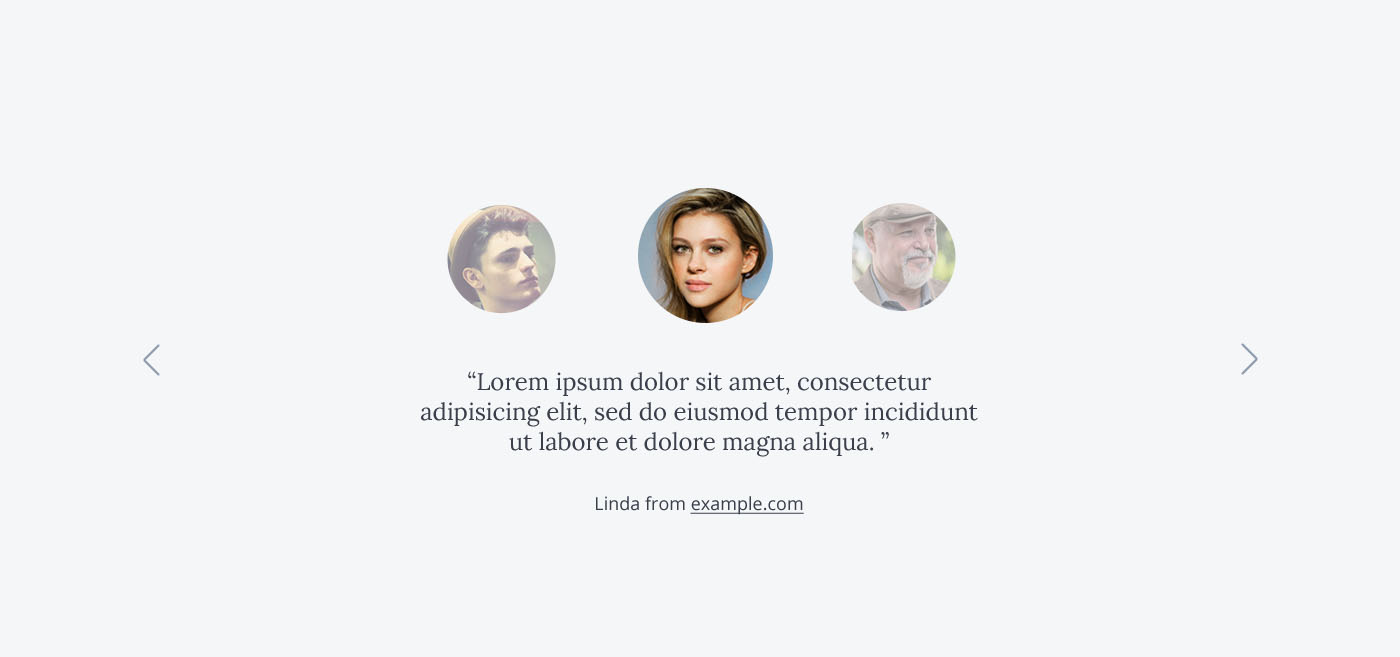 “Lorem ipsum dolor sit amet, consectetur
adipisicing elit, sed do eiusmod tempor incididunt
ut labore et dolore magna aliqua. ”
Linda from example.com